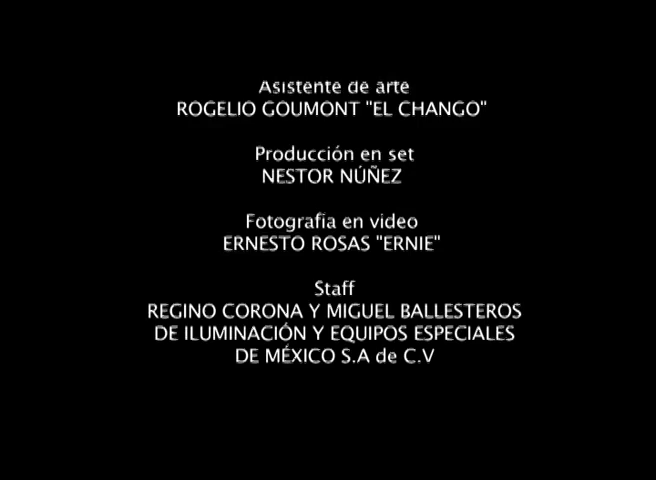 Asistente de arte
ROGELIO GOUMONT "EL CHANGO"
Producción en set
NESTOR NÚÑEZ
Fotografía en video
ERNESTO ROSAS "ERNIE"
Staff
REGINO CORONA Y MIGUEL BALLESTEROS
DE ILUMINACIÓN Y EQUIPOS ESPECIALES
DE MÉXICO S.A de C.V